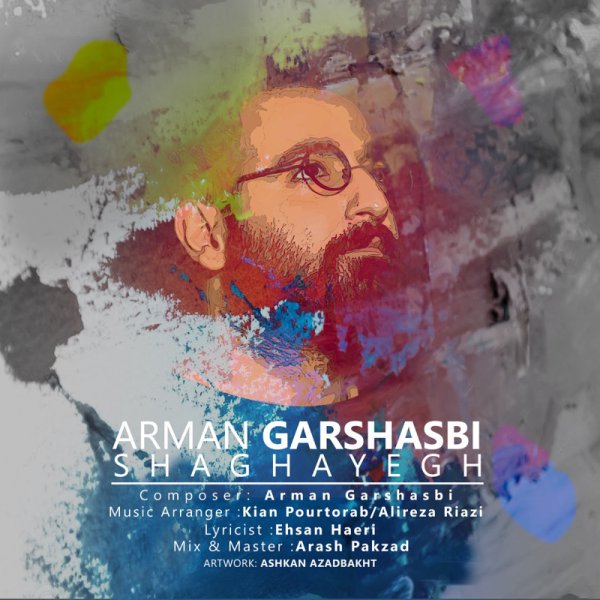 ARMAN GARSHASBI
SHAGHAYEGH
Composer: Arman Garshasbi
Music Arranger :Kian Pourtorab/Alireza Riazi
Lyricist :Ehsan Haeri
Mix & Master :Arash Pakzad
ARTWORK: ASHKAN AZADBAKHT